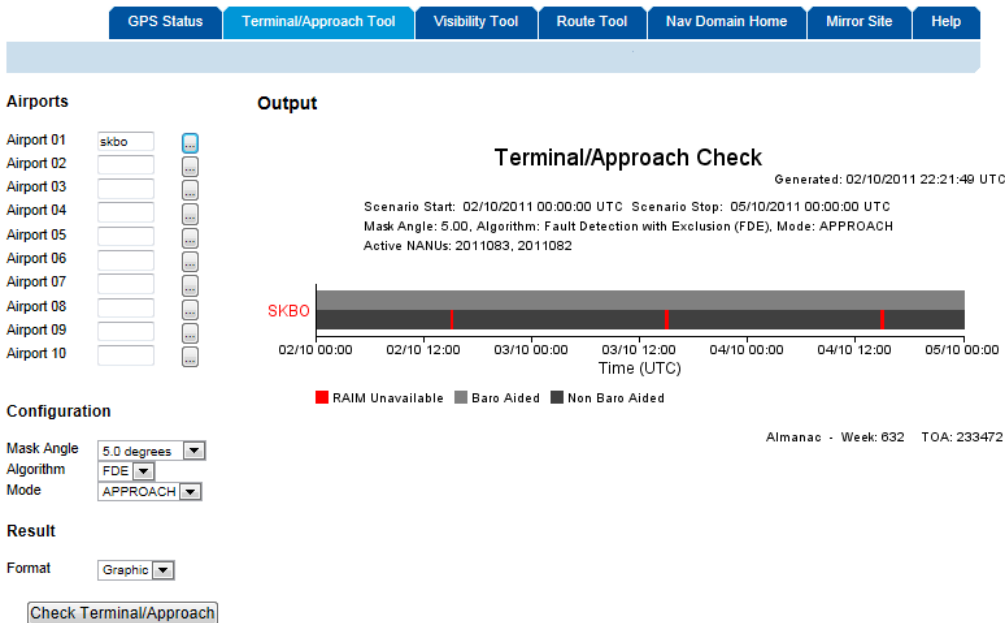 GPS Status Terminal/Approach Tool Visibility Tool Route Tool Nav Domain Home Mirror Site Help
Airports
Airport 01 skbo ...
Airport 02 ...
Airport 03 ...
Airport 04 ...
Airport 05 ...
Airport 06 ...
Airport 07 ...
Airport 08 ...
Airport 09 ...
Airport 10 ...
Configuration
Mask Angle 5.0 degrees
Algorithm FDE
Mode APPROACH
Result
Format Graphic
Check Terminal/Approach
Output
Terminal/Approach Check
Generated: 02/10/2011 22:21:49 UTC
Scenario Start: 02/10/2011 00:00:00 UTC Scenario Stop: 05/10/2011 00:00:00 UTC
Mask Angle: 5.00, Algorithm: Fault Detection with Exclusion (FDE), Mode: APPROACH
Active NANUs: 2011083, 2011082
SKBO
02/10 00:00 02/10 12:00 03/10 00:00 03/10 12:00 04/10 00:00 04/10 12:00 05/10 00:00
Time (UTC)
RAIM Unavailable Baro Aided Non Baro Aided
Almanac - Week: 632 TOA: 233472